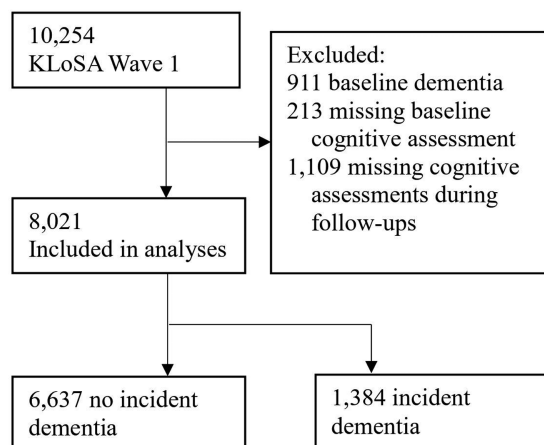 10,254
KLoSA Wave 1
Excluded:
911 baseline dementia
213 missing baseline
cognitive assessment
1,109 missing cognitive
assessments during
follow-ups
8,021
Included in analyses
6,637 no incident
dementia
1,384 incident
dementia